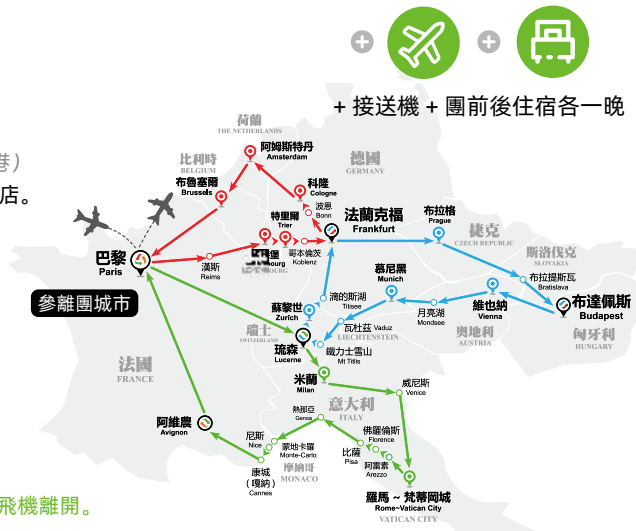 + 接送機 + 團前後住宿各一晚
港）
店。
荷蘭
THE NETHERLANDS
阿姆斯特丹
Amsterdam
比利時
BELGIUM
布魯塞爾
Brussels
德國
GERMANY
科隆
Cologne
波恩
Bonn
特里爾
Trier
法蘭克福
Frankfurt
布拉格
Prague
捷克
CZECH REPUBLIC
斯洛伐克
SLOVAKIA
巴黎
Paris
漢斯
Reims
堡
bourg
BOURG
哥本倫茨
Koblenz
參離團城市
慕尼黑
Munich
布拉提斯瓦
Bratislava
布達佩斯
Budapest
蘇黎世
Zurich
滴的斯湖
Titisee
維也納
Vienna
月亮湖
Mondsee
瓦杜茲 Vaduz
LIECHTENSTEIN
奧地利
AUSTRIA
匈牙利
HUNGARY
瑞士
SWITZERLAND
琉森
Lucerne
鐵力士雪山
Mt Titlis
法國
FRANCE
米蘭
Milan
威尼斯
Venice
意大利
ITALY
熱那亞
Genoa
阿維農
Avignon
尼斯
Nice
蒙地卡羅
Monte-Carlo
摩納哥
MONACO
佛羅倫斯
Florence
比薩
Pisa
阿雷素
Arezzo
康城
（嘎納）
Cannes
羅馬 ~ 梵蒂岡城
Rome~Vatican City
VATICAN CITY
飛機離開。